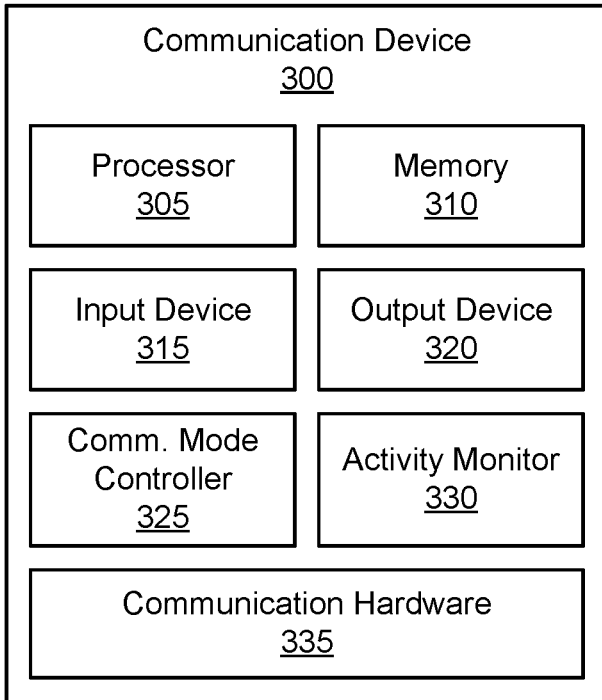 Communication Device
300
Processor
305
Memory
310
Input Device
315
Output Device
320
Comm. Mode
Controller
325
Activity Monitor
330
Communication Hardware
335